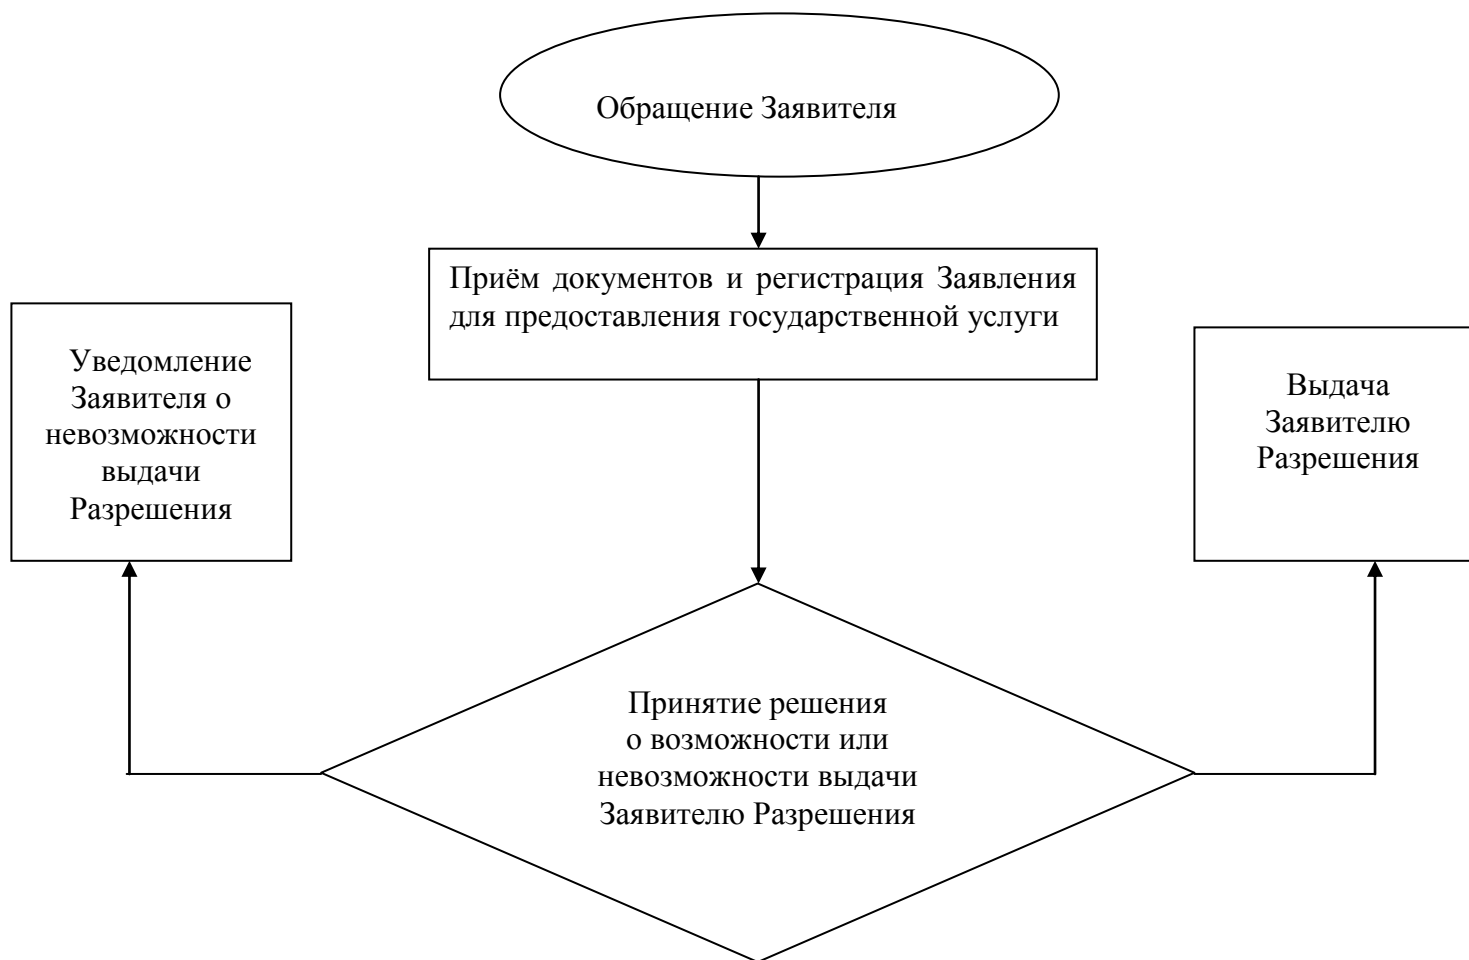 Обращение Заявителя
Приём документов и регистрация Заявления
для предоставления государственной услуги
Уведомление
Заявителя о
невозможности
выдачи
Разрешения
Выдача
Заявителю
Разрешения
Принятие решения
о возможности или
невозможности выдачи
Заявителю Разрешения